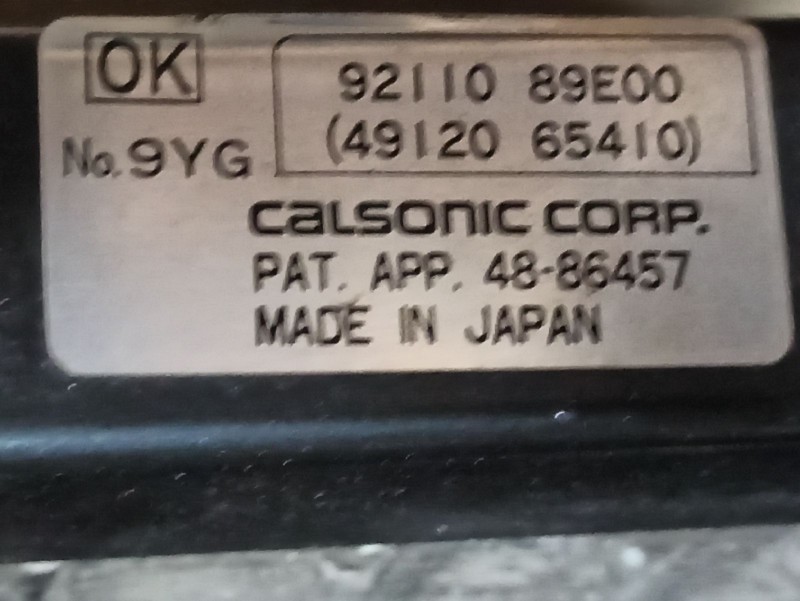 OK
92110 89E00
(49120 65410)
No. 9YG
CALSONIC CORP.
PAT. APP. 48-86457
MADE IN JAPAN